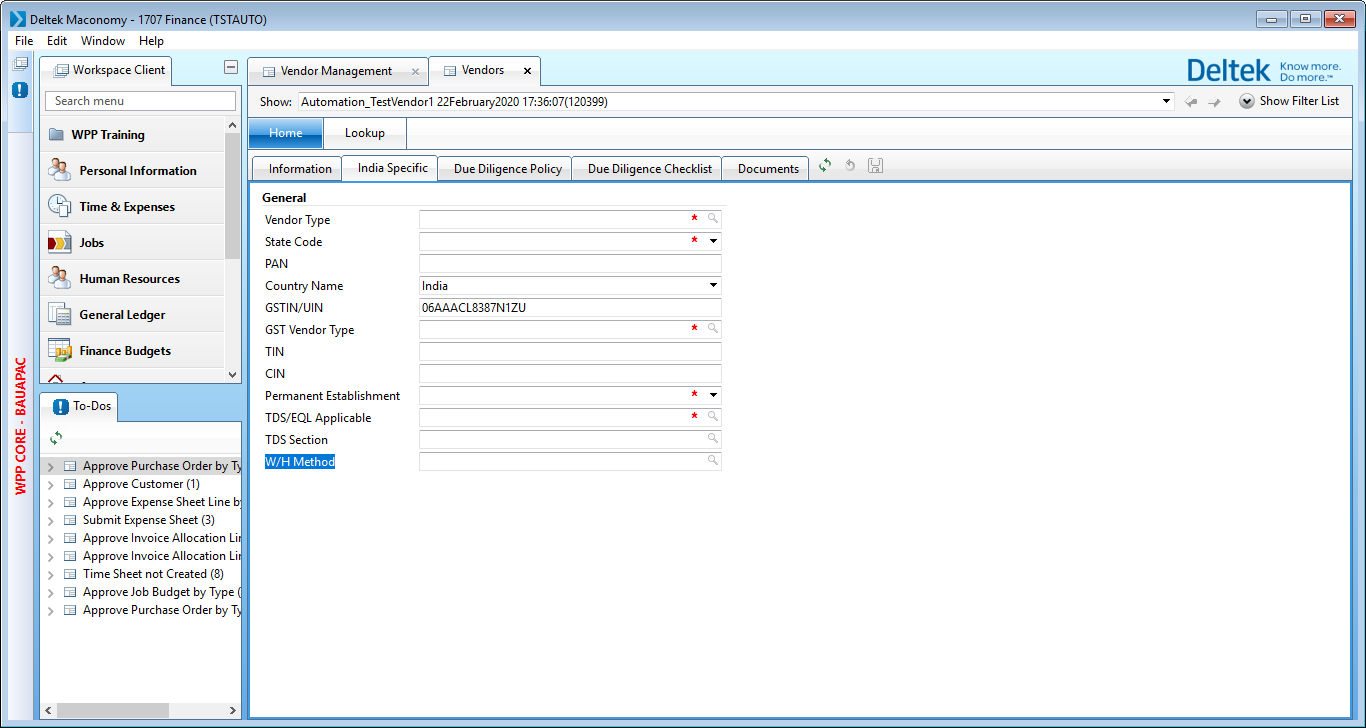 Deltek Maconomy - 1707 Finance (TSTAUTO)
File Edit Window Help
Workspace Client
Search menu
WPP Training
Personal Information
Time & Expenses
Jobs
Human Resources
General Ledger
Finance Budgets
WPP CORE - BAUAPAC
To-Dos
Approve Purchase Order by Ty
Approve Customer (1)
Approve Expense Sheet Line by
Submit Expense Sheet (3)
Approve Invoice Allocation Lin
Approve Invoice Allocation Lin
Time Sheet not Created (8)
Approve Job Budget by Type (
Approve Purchase Order by Ty
Vendor Management Vendors
Deltek Know more. Do more.™
Show: Automation_TestVendor1 22February2020 17:36:07(120399) Show Filter List
Home Lookup
Information India Specific Due Diligence Policy Due Diligence Checklist Documents
General
Vendor Type *
State Code *
PAN
Country Name India
GSTIN/UIN 06AAACL8387N1ZU
GST Vendor Type *
TIN
CIN
Permanent Establishment *
TDS/EQL Applicable *
TDS Section
W/H Method